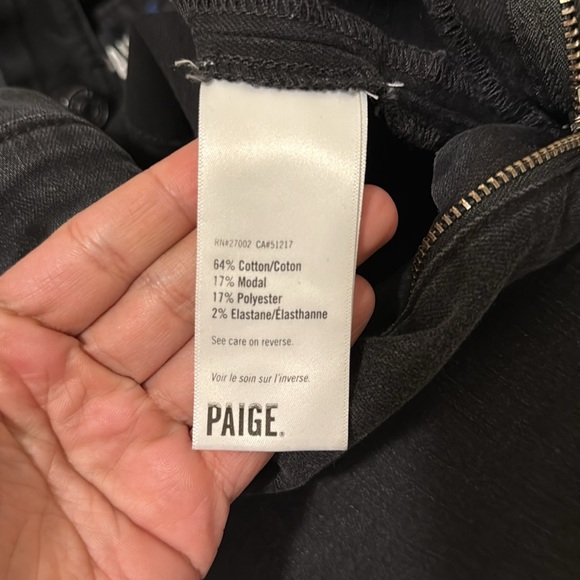 RN#27002 CA#51217
64% Cotton/Coton
17% Modal
17% Polyester
2% Elastane/Élasthanne
See care on reverse.
Voir le soin sur l'inverse.
PAIGE®